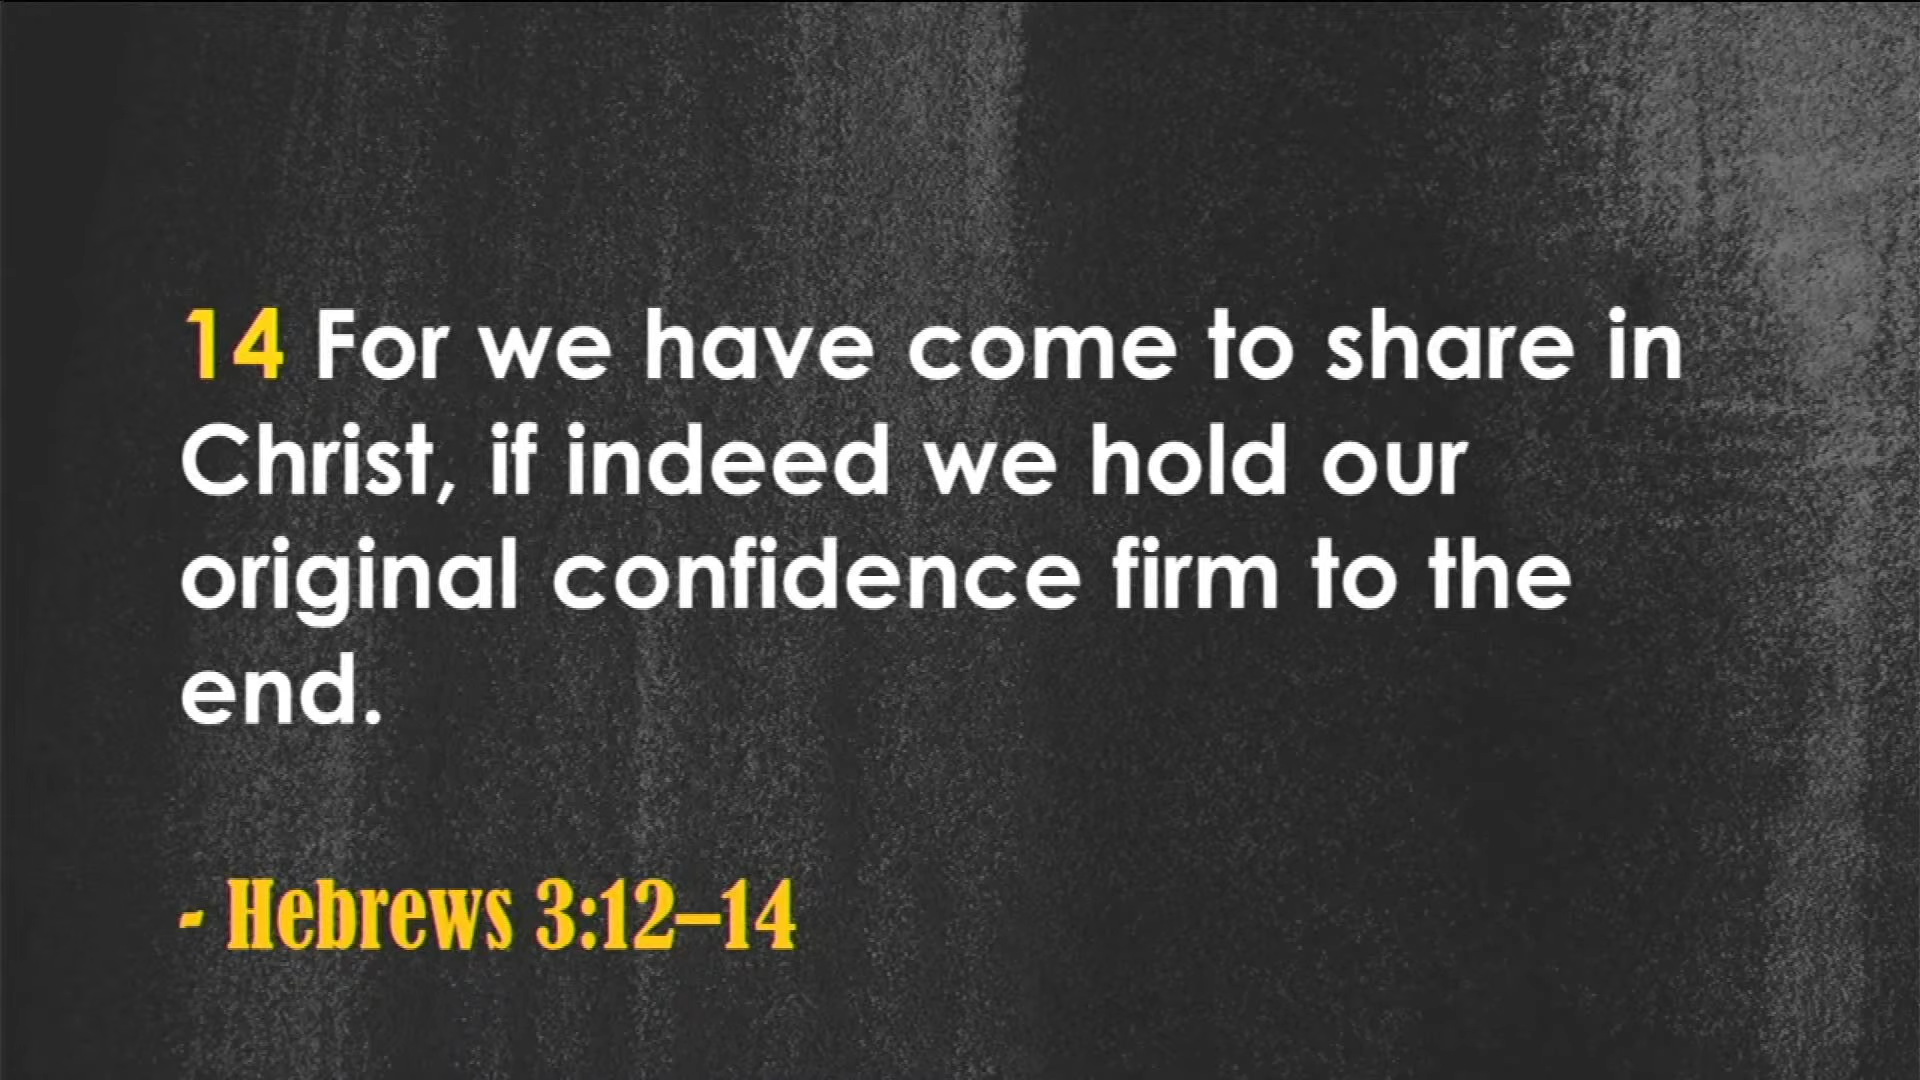 14 For we have come to share in
Christ, if indeed we hold our
original confidence firm to the
end.
- Hebrews 3:12–14